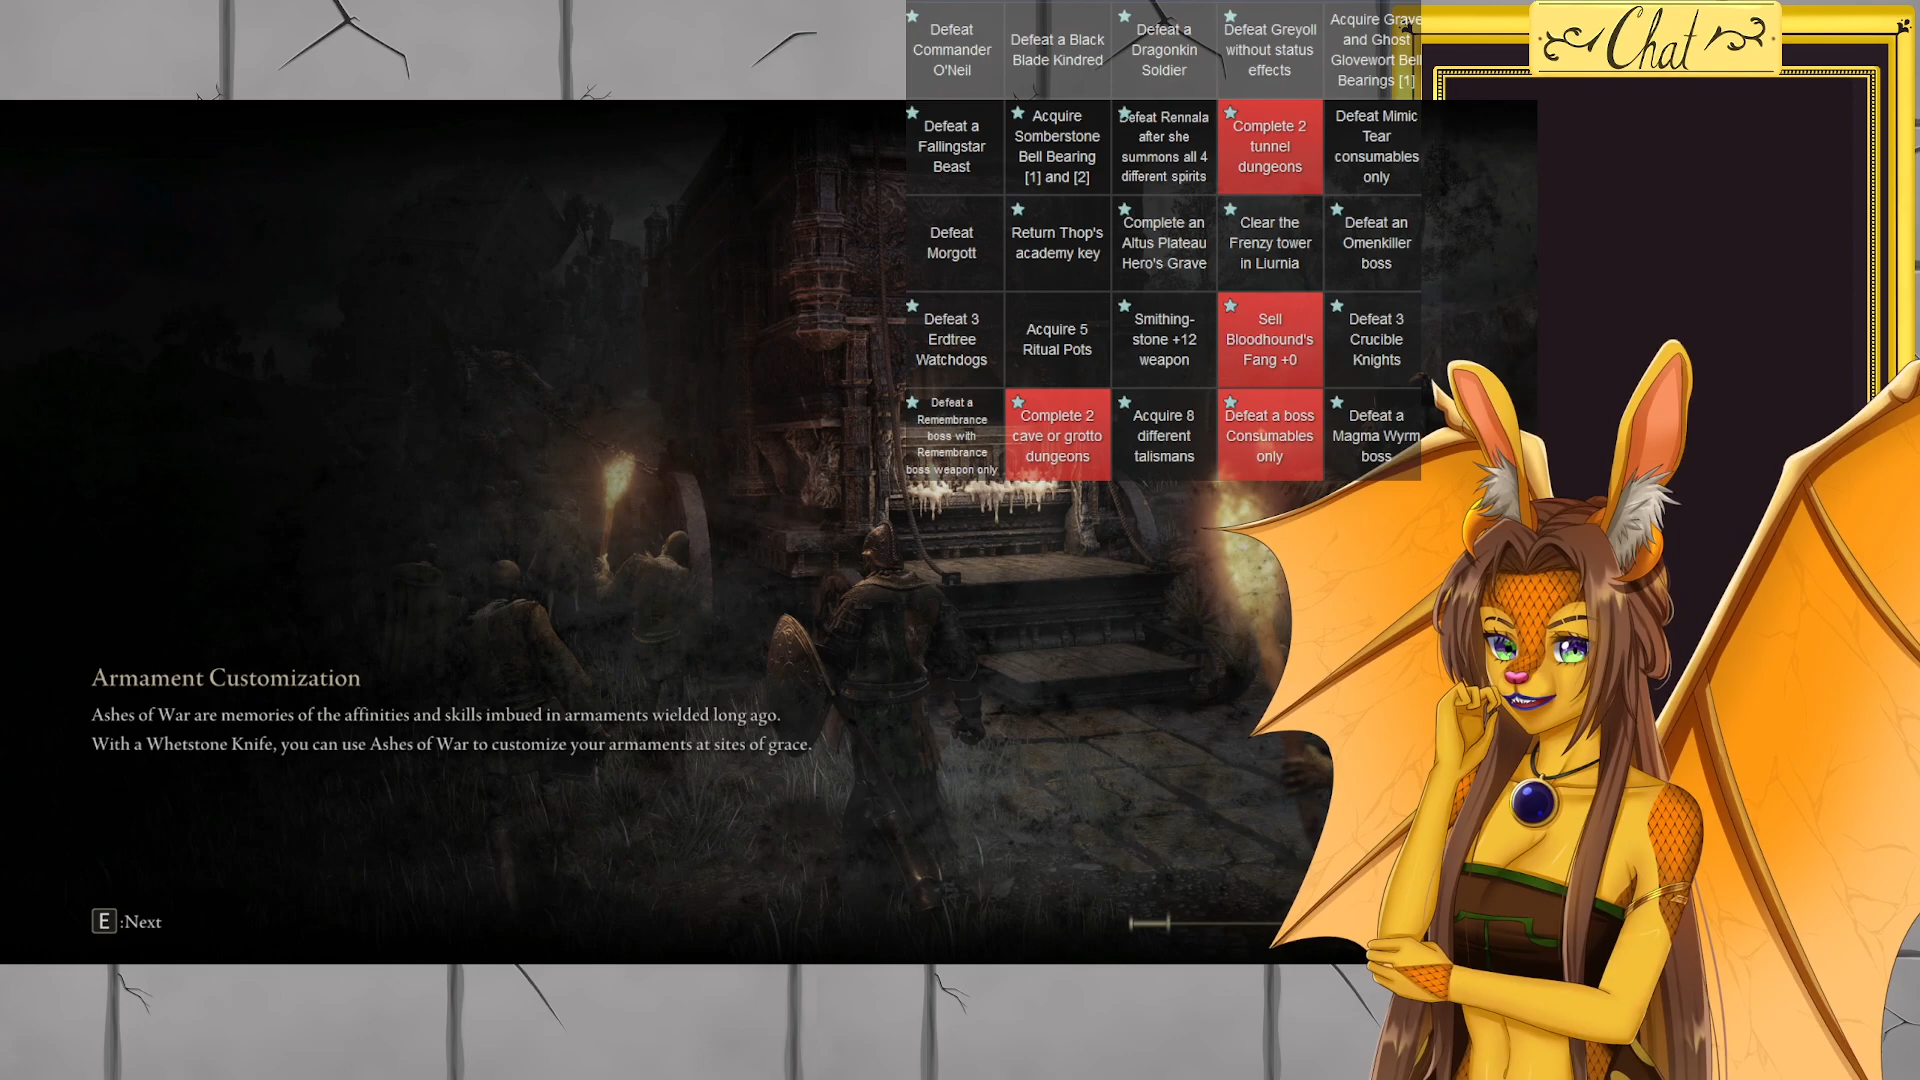 Defeat
Commander
O'Neil
Defeat a Black
Blade Kindred
Defeat a
Dragonkin
Soldier
Defeat Greyoll
without status
effects
Acquire Grave
and Ghost
Glovewort Bell
Bearings [1]
Defeat a
Fallingstar
Beast
Acquire
Somberstone
Bell Bearing
[1] and [2]
Defeat Rennala
after she
summons all 4
different spirits
Complete 2
tunnel
dungeons
Defeat Mimic
Tear
consumables
only
Defeat
Morgott
Return Thop's
academy key
Complete an
Altus Plateau
Hero's Grave
Clear the
Frenzy tower
in Liurnia
Defeat an
Omenkiller
boss
Defeat 3
Erdtree
Watchdogs
Acquire 5
Ritual Pots
Smithing-
stone +12
weapon
Sell
Bloodhound's
Fang +0
Defeat 3
Crucible
Knights
Defeat a
Remembrance
boss with
Remembrance
boss weapon only
Complete 2
cave or grotto
dungeons
Acquire 8
different
talismans
Defeat a boss
Consumables
only
Defeat a
Magma Wyrm
boss
Chat
Armament Customization
Ashes of War are memories of the affinities and skills imbued in armaments wielded long ago.
With a Whetstone Knife, you can use Ashes of War to customize your armaments at sites of grace.
E :Next